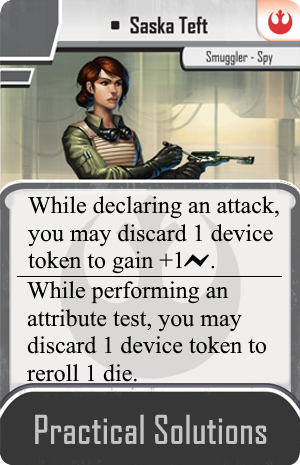 ▪ Saska Teft
Smuggler - Spy
While declaring an attack,
you may discard 1 device
token to gain +1.
While performing an
attribute test, you may
discard 1 device token to
reroll 1 die.
Practical Solutions